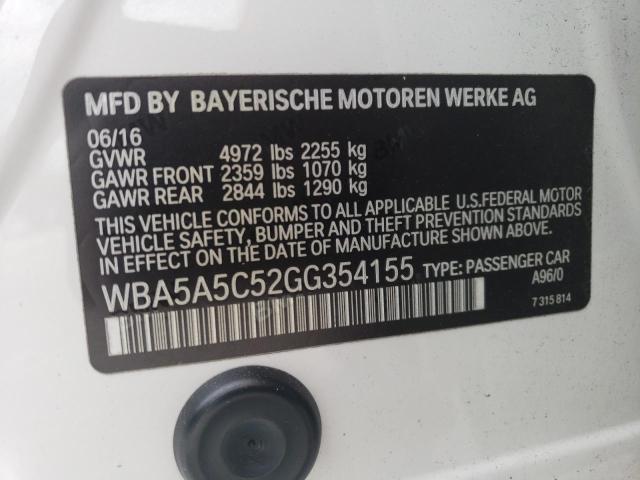 MFD BY BAYERISCHE MOTOREN WERKE AG
06/16
GVWR 4972 lbs 2255 kg
GAWR FRONT 2359 lbs 1070 kg
GAWR REAR 2844 lbs 1290 kg
THIS VEHICLE CONFORMS TO ALL APPLICABLE U.S.FEDERAL MOTOR
VEHICLE SAFETY, BUMPER AND THEFT PREVENTION STANDARDS
IN EFFECT ON THE DATE OF MANUFACTURE SHOWN ABOVE.
WBA5A5C52GG354155 TYPE: PASSENGER CAR
A96/0
7 315 814